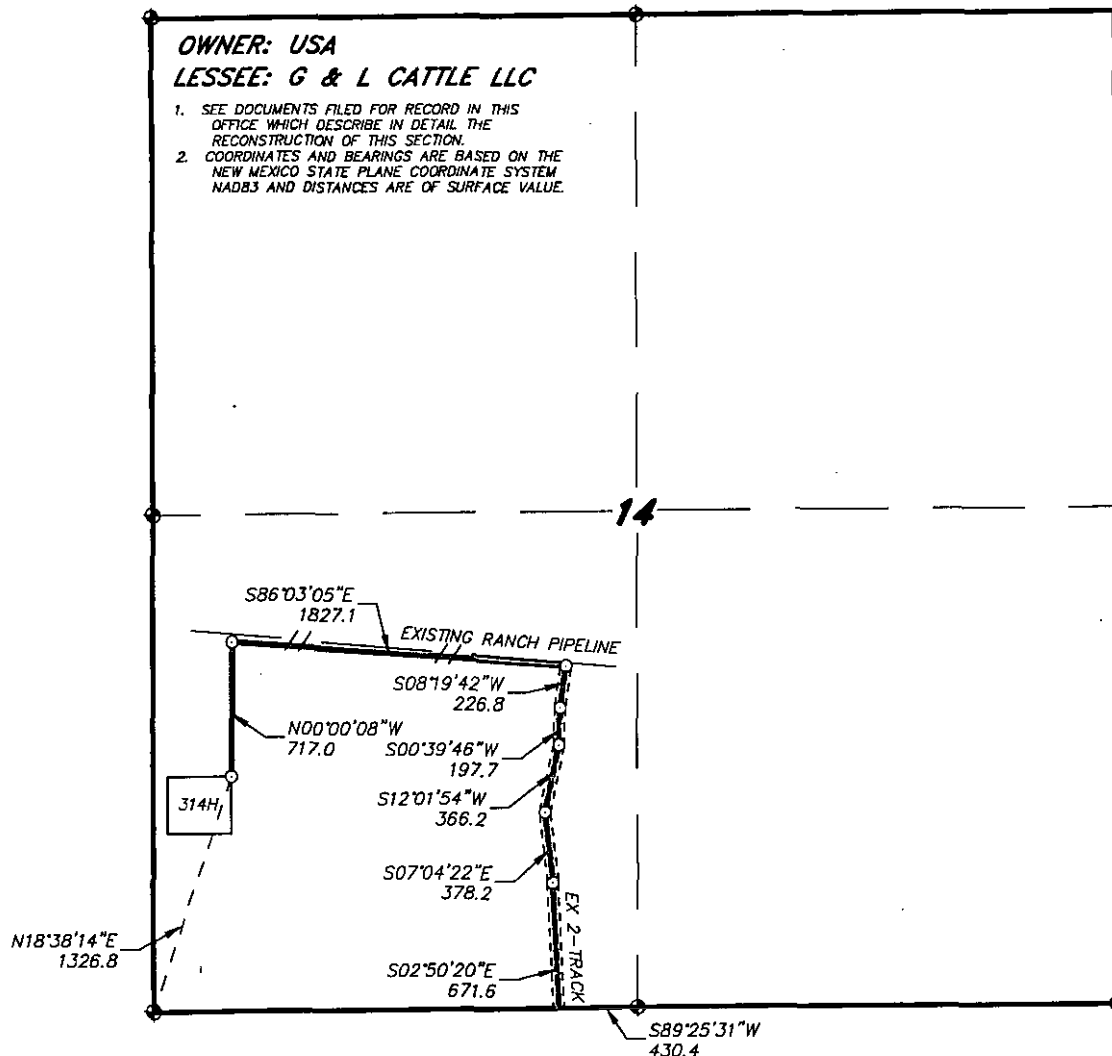 OWNER: USA
LESSEE: G & L CATTLE LLC
1. SEE DOCUMENTS FILED FOR RECORD IN THIS
OFFICE WHICH DESCRIBE IN DETAIL THE
RECONSTRUCTION OF THIS SECTION.
2. COORDINATES AND BEARINGS ARE BASED ON THE
NEW MEXICO STATE PLANE COORDINATE SYSTEM
NAD83 AND DISTANCES ARE OF SURFACE VALUE.
14
S86°03'05"E
1827.1
EXISTING RANCH PIPELINE
S08°19'42"W
226.8
N00°00'08"W
717.0
S00°39'46"W
197.7
314H
S12°01'54"W
366.2
S07°04'22"E
378.2
EX 2-TRACK
N18°38'14"E
1326.8
S02°50'20"E
671.6
S89°25'31"W
430.4